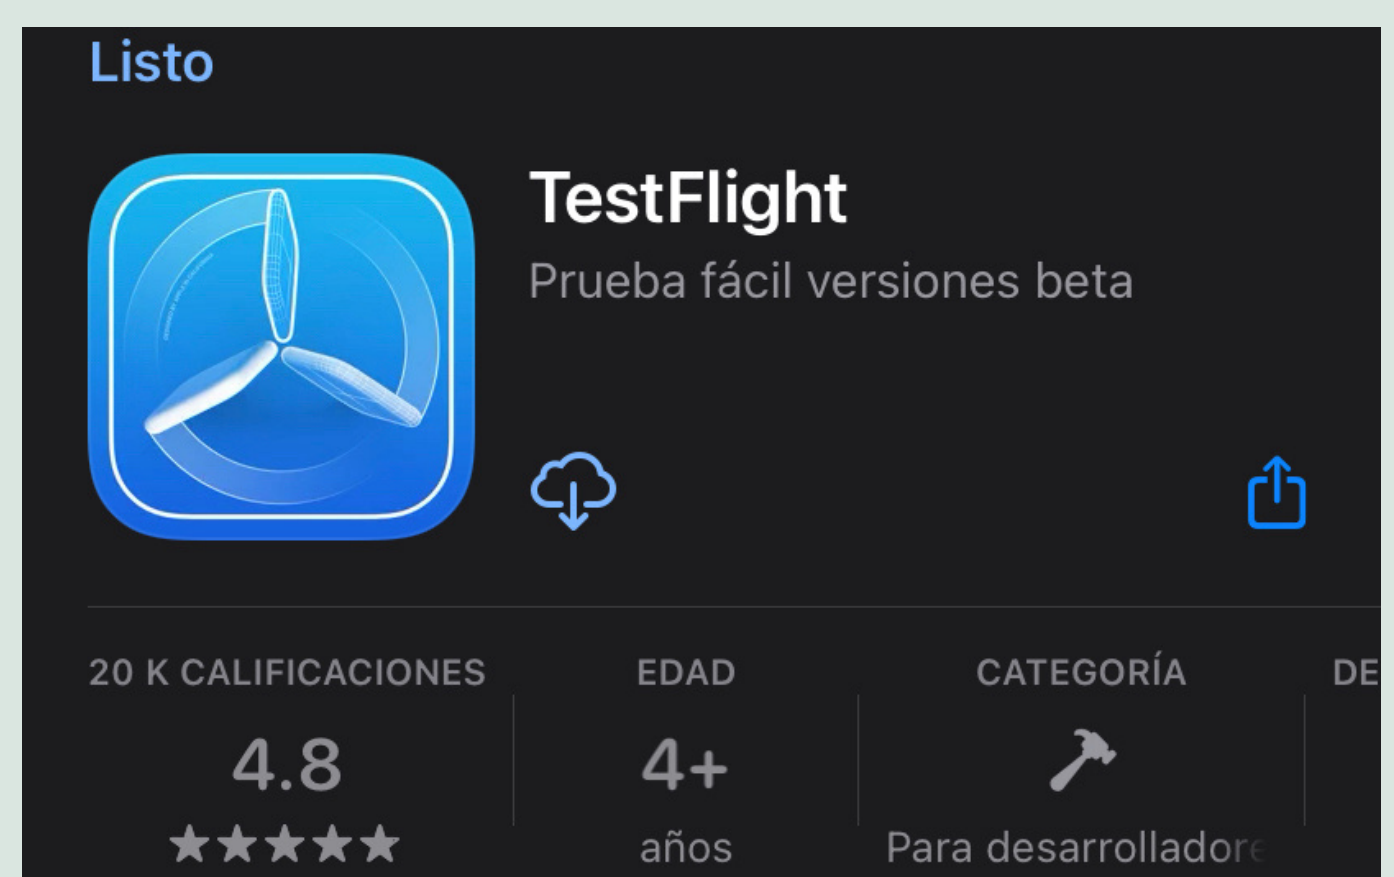 Listo
TestFlight
Prueba fácil versiones beta
20 K CALIFICACIONES
EDAD
CATEGORÍA
4.8
4+
años